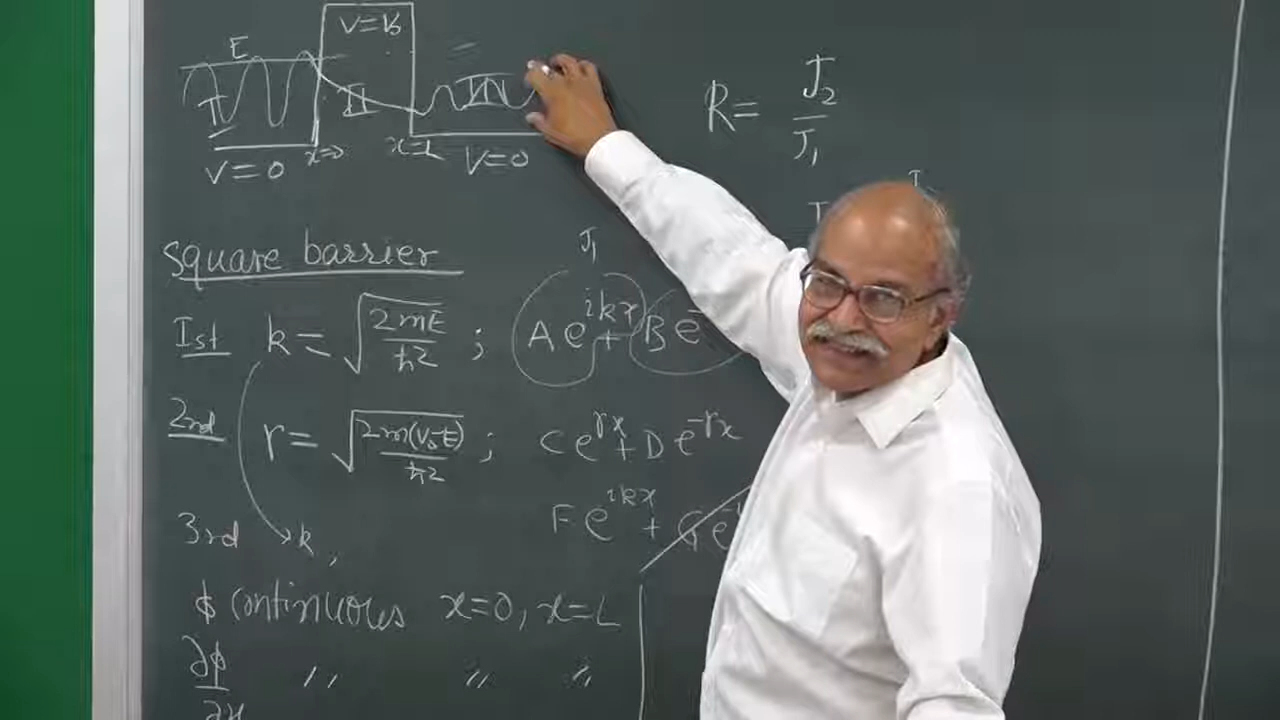 V=V₀
E
I II III
x=0 x=L
V=0 V=0
R= J₂/J₁
J
square barrier
J₁
Ist k=√(2mE/ħ²) ; Ae^{ikx}+Be^-
2nd r=√(2m(V₀-E)/ħ²) ; Ce^{rx}+De^{-rx}
Fe^{ikx}+Ge^-
3rd k,
ϕ continuous x=0, x=L
∂ϕ/∂x ,, ,, ,,